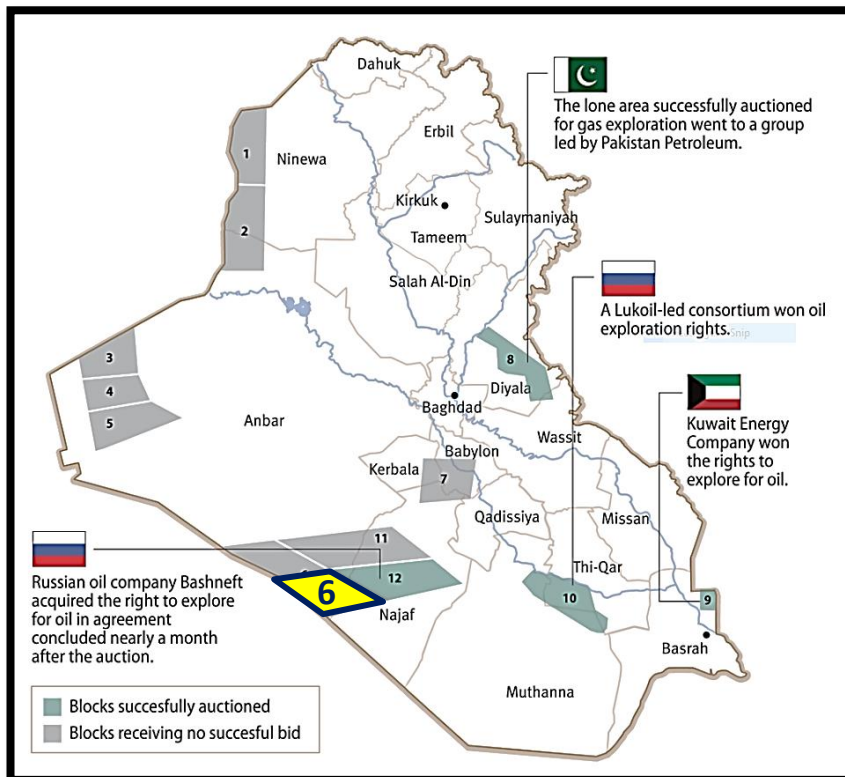 Dahuk
The lone area successfully auctioned
for gas exploration went to a group
led by Pakistan Petroleum.
Erbil
1
Ninewa
Kirkuk
Sulaymaniyah
2
Tameem
Salah Al-Din
A Lukoil-led consortium won oil
exploration rights.
Snip
3
8
4
Diyala
Baghdad
5
Anbar
Kuwait Energy
Company won
the rights to
explore for oil.
Wassit
Babylon
Kerbala
7
Qadissiya
Missan
11
Thi-Qar
Russian oil company Bashneft
acquired the right to explore
for oil in agreement
concluded nearly a month
after the auction.
12
6
Najaf
10
9
Basrah
Muthanna
Blocks succesfully auctioned
Blocks receiving no succesful bid